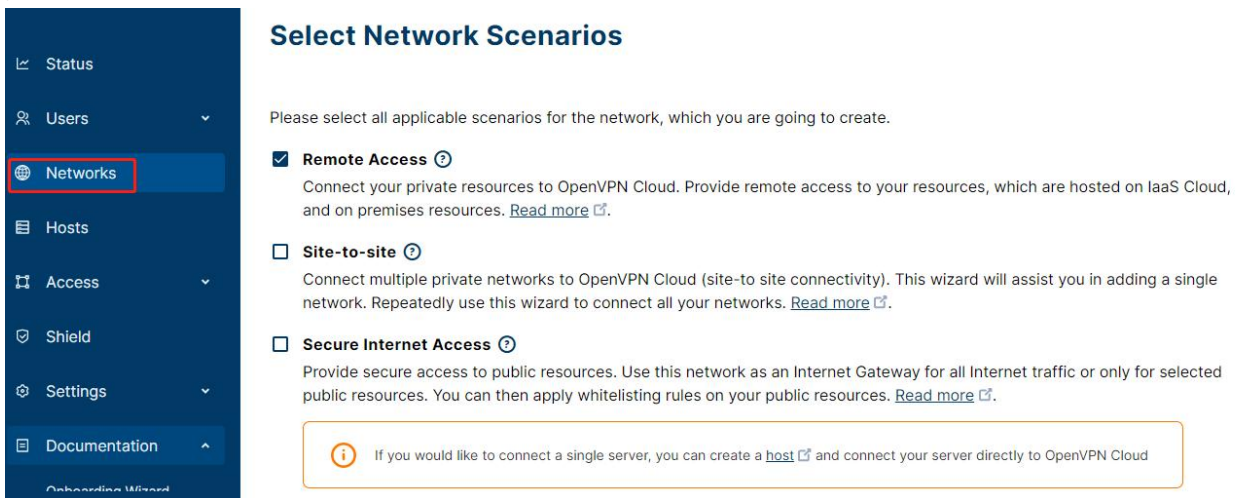 Select Network Scenarios
Status
Users
Networks
Hosts
Access
Shield
Settings
Documentation
Onboarding Wizard
Please select all applicable scenarios for the network, which you are going to create.
Remote Access
Connect your private resources to OpenVPN Cloud. Provide remote access to your resources, which are hosted on IaaS Cloud,
and on premises resources. Read more.
Site-to-site
Connect multiple private networks to OpenVPN Cloud (site-to site connectivity). This wizard will assist you in adding a single
network. Repeatedly use this wizard to connect all your networks. Read more.
Secure Internet Access
Provide secure access to public resources. Use this network as an Internet Gateway for all Internet traffic or only for selected
public resources. You can then apply whitelisting rules on your public resources. Read more.
If you would like to connect a single server, you can create a host and connect your server directly to OpenVPN Cloud